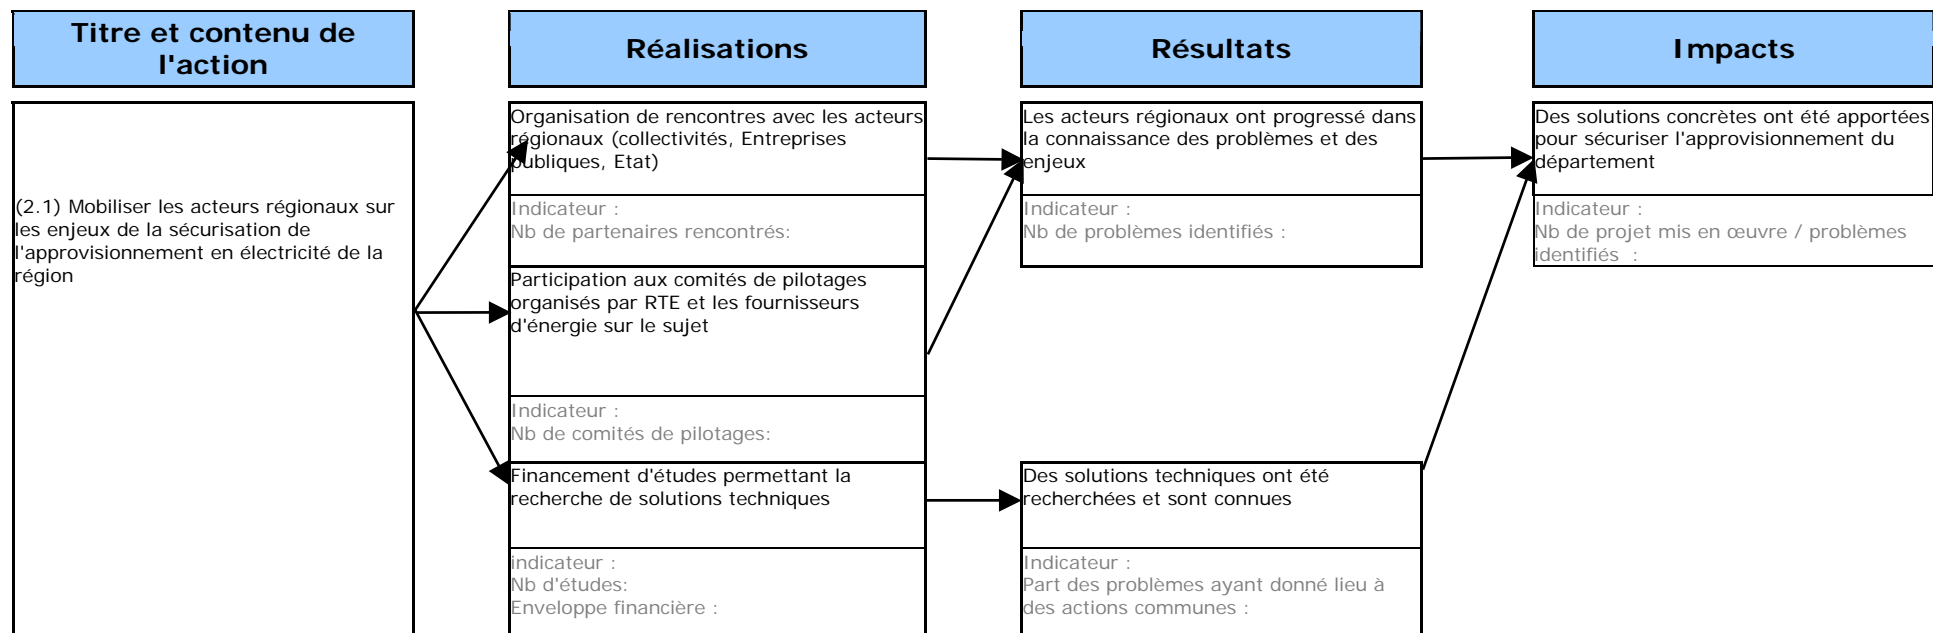 Titre et contenu de
l'action
Réalisations
Résultats
Impacts
(2.1) Mobiliser les acteurs régionaux sur
les enjeux de la sécurisation de
l'approvisionnement en électricité de la
région
Organisation de rencontres avec les acteurs
régionaux (collectivités, Entreprises
publiques, Etat)
Indicateur :
Nb de partenaires rencontrés:
Participation aux comités de pilotages
organisés par RTE et les fournisseurs
d'énergie sur le sujet
Indicateur :
Nb de comités de pilotages:
Financement d'études permettant la
recherche de solutions techniques
indicateur :
Nb d'études:
Enveloppe financière :
Les acteurs régionaux ont progressé dans
la connaissance des problèmes et des
enjeux
Indicateur :
Nb de problèmes identifiés :
Des solutions techniques ont été
recherchées et sont connues
Indicateur :
Part des problèmes ayant donné lieu à
des actions communes :
Des solutions concrètes ont été apportées
pour sécuriser l'approvisionnement du
département
Indicateur :
Nb de projet mis en œuvre / problèmes
identifiés  :